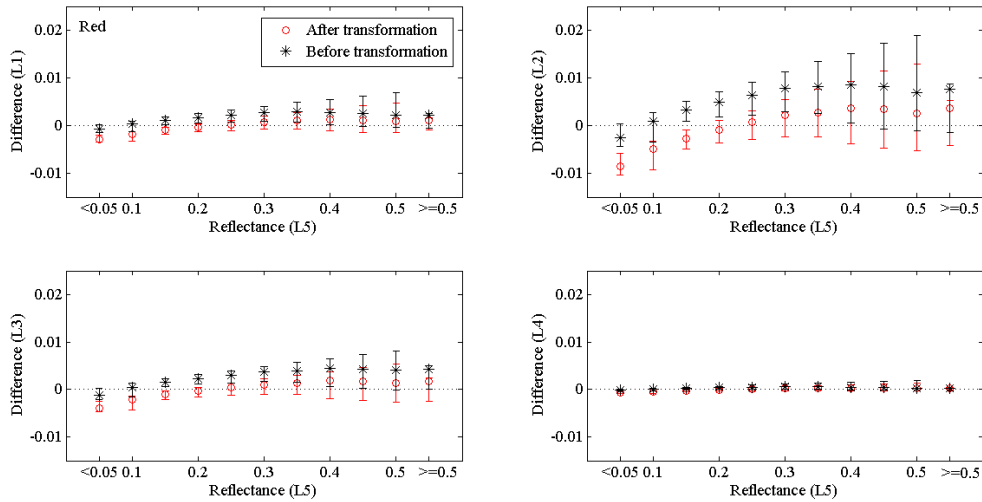 Red
After transformation
Before transformation
Difference (L1)
0.02
0.01
0
-0.01
<0.05 0.1 0.2 0.3 0.4 0.5 >=0.5
Reflectance (L5)
Difference (L2)
0.02
0.01
0
-0.01
<0.05 0.1 0.2 0.3 0.4 0.5 >=0.5
Reflectance (L5)
Difference (L3)
0.02
0.01
0
-0.01
<0.05 0.1 0.2 0.3 0.4 0.5 >=0.5
Reflectance (L5)
Difference (L4)
0.02
0.01
0
-0.01
<0.05 0.1 0.2 0.3 0.4 0.5 >=0.5
Reflectance (L5)